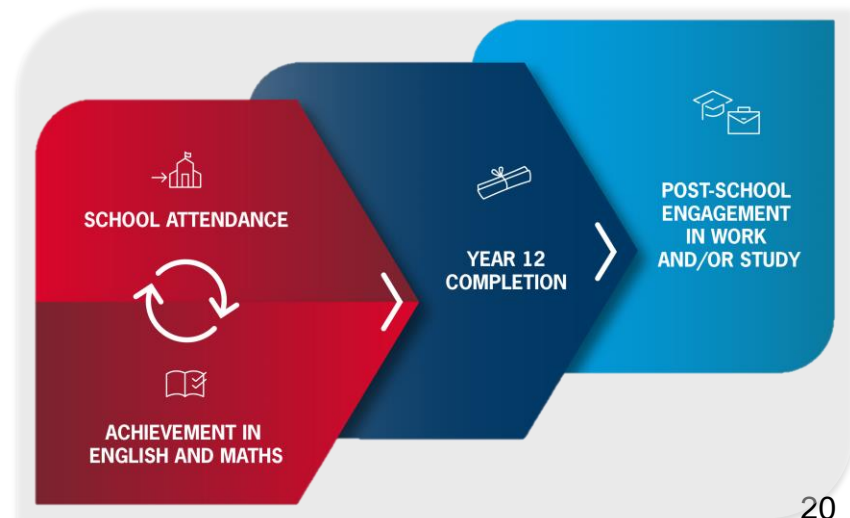 SCHOOL ATTENDANCE
ACHIEVEMENT IN
ENGLISH AND MATHS
YEAR 12
COMPLETION
POST-SCHOOL
ENGAGEMENT
IN WORK
AND/OR STUDY
20